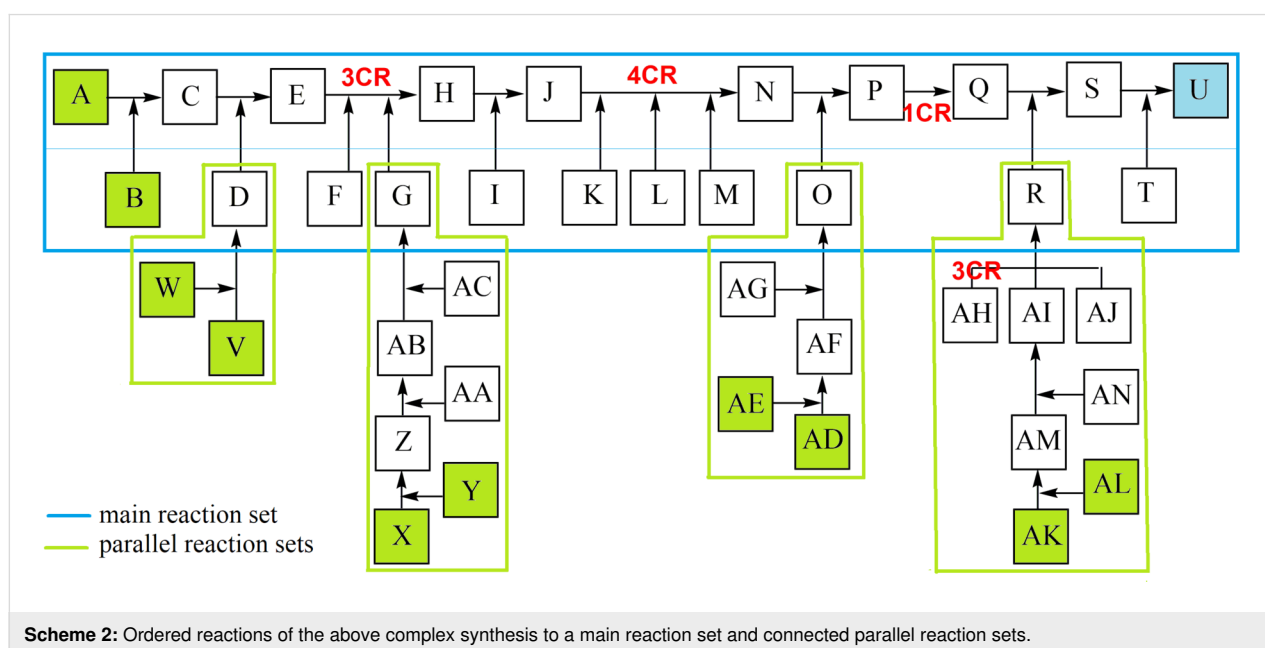 3CR
4CR
A
C
E
H
J
N
P
Q
S
U
1CR
B
D
F
G
I
K
L
M
O
R
T
W
AC
AG
3CR
AH
AI
AJ
V
AB
AF
AA
AE
AN
Z
AD
AM
Y
AL
X
AK
main reaction set
parallel reaction sets
Scheme 2: Ordered reactions of the above complex synthesis to a main reaction set and connected parallel reaction sets.